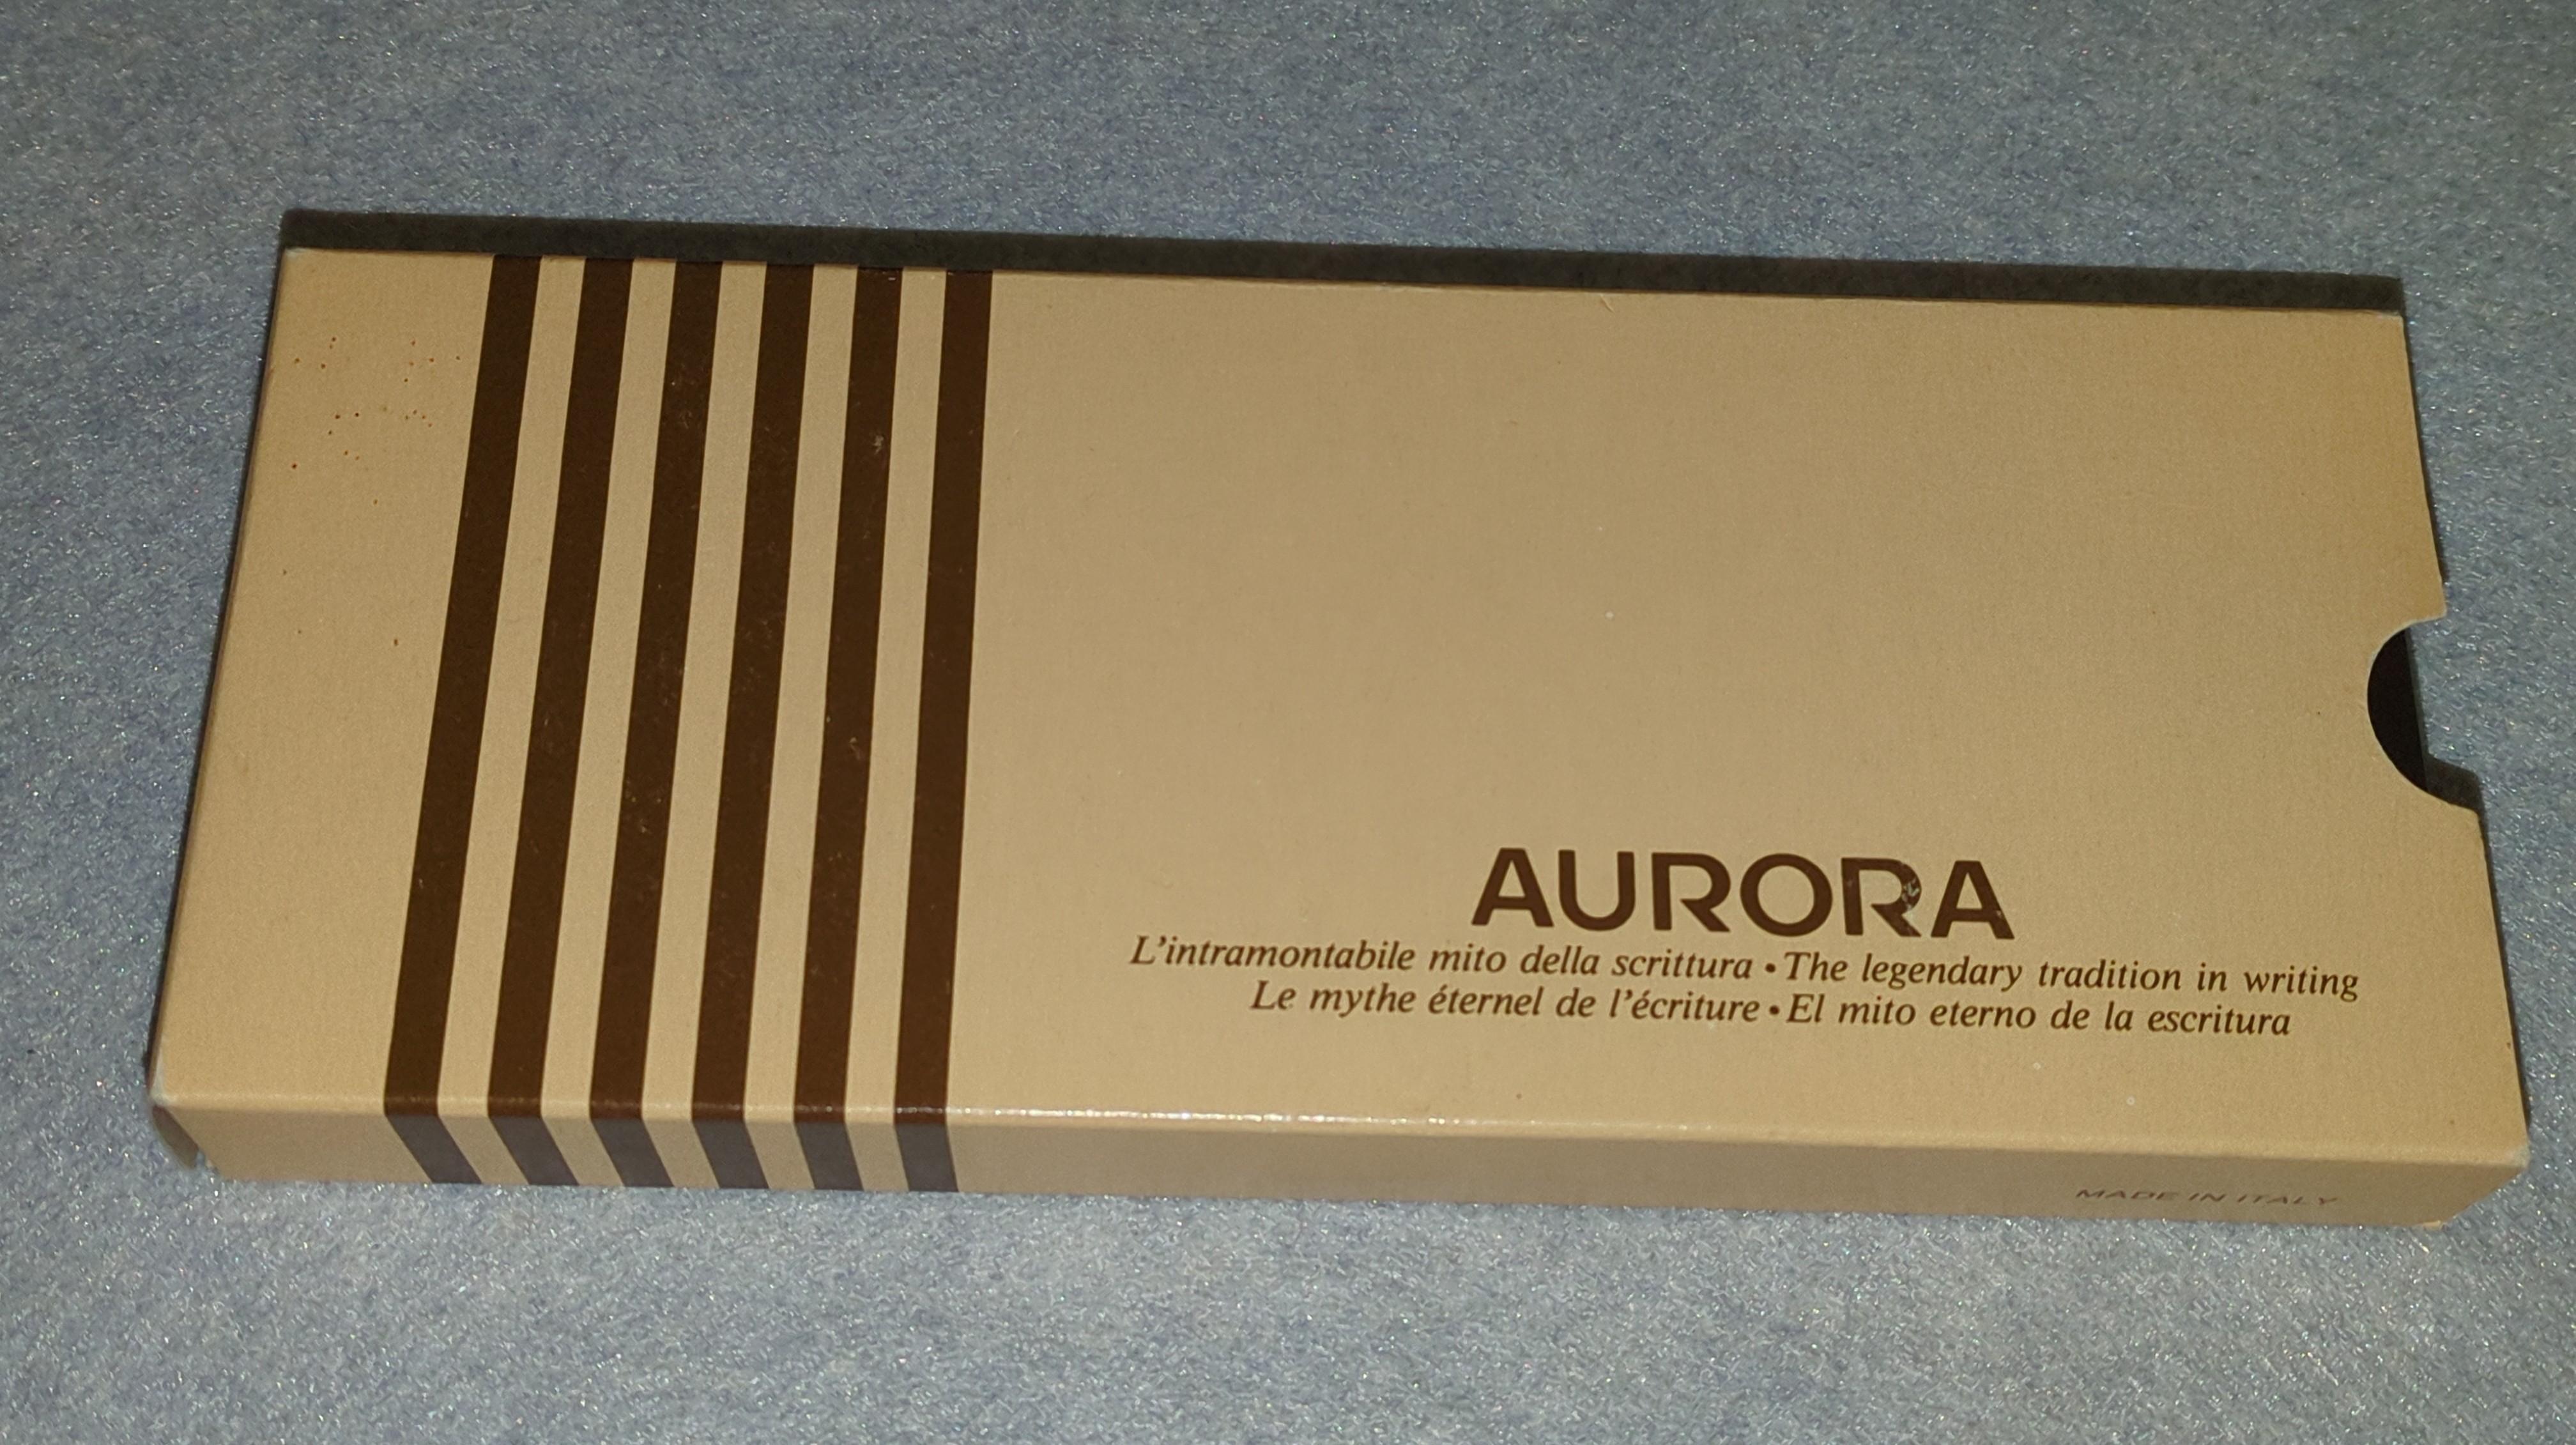 AURORA
L'intramontabile mito della scrittura • The legendary tradition in writing
Le mythe éternel de l'écriture • El mito eterno de la escritura
MADE IN ITALY